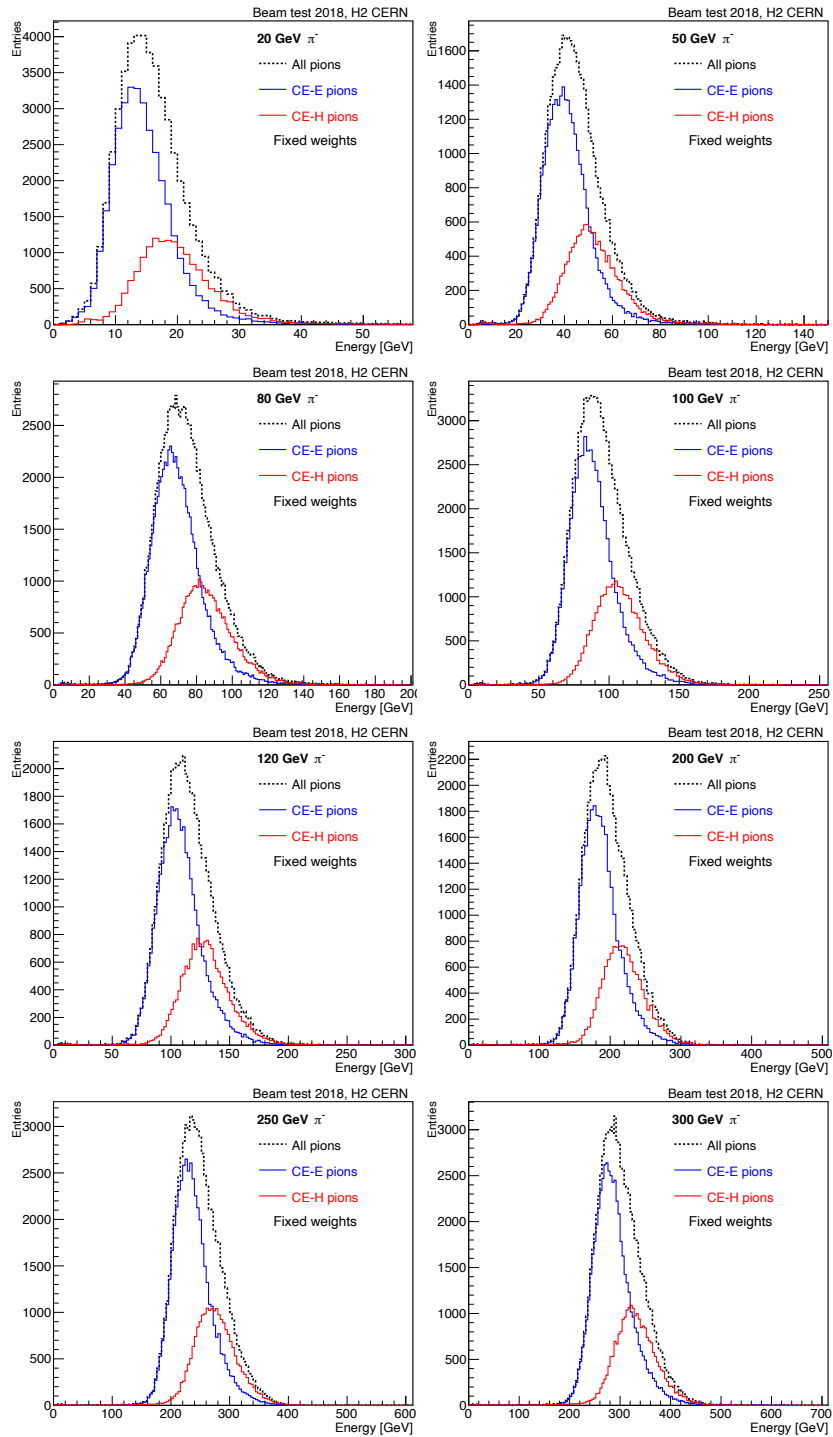 Beam test 2018, H2 CERN
Entries
20 GeV π-
All pions
CE-E pions
CE-H pions
Fixed weights
4000
3500
3000
2500
2000
1500
1000
500
0
0 10 20 30 40 50
Energy [GeV]
Beam test 2018, H2 CERN
Entries
50 GeV π-
All pions
CE-E pions
CE-H pions
Fixed weights
1600
1400
1200
1000
800
600
400
200
0
0 20 40 60 80 100 120 140
Energy [GeV]
Beam test 2018, H2 CERN
Entries
80 GeV π-
All pions
CE-E pions
CE-H pions
Fixed weights
2500
2000
1500
1000
500
0
0 20 40 60 80 100 120 140 160 180 200
Energy [GeV]
Beam test 2018, H2 CERN
Entries
100 GeV π-
All pions
CE-E pions
CE-H pions
Fixed weights
3000
2500
2000
1500
1000
500
0
0 50 100 150 200 250
Energy [GeV]
Beam test 2018, H2 CERN
Entries
120 GeV π-
All pions
CE-E pions
CE-H pions
Fixed weights
2000
1800
1600
1400
1200
1000
800
600
400
200
0
0 50 100 150 200 250 300
Energy [GeV]
Beam test 2018, H2 CERN
Entries
200 GeV π-
All pions
CE-E pions
CE-H pions
Fixed weights
2200
2000
1800
1600
1400
1200
1000
800
600
400
200
0
0 100 200 300 400 500
Energy [GeV]
Beam test 2018, H2 CERN
Entries
250 GeV π-
All pions
CE-E pions
CE-H pions
Fixed weights
3000
2500
2000
1500
1000
500
0
0 100 200 300 400 500 600
Energy [GeV]
Beam test 2018, H2 CERN
Entries
300 GeV π-
All pions
CE-E pions
CE-H pions
Fixed weights
3000
2500
2000
1500
1000
500
0
0 100 200 300 400 500 600 700
Energy [GeV]